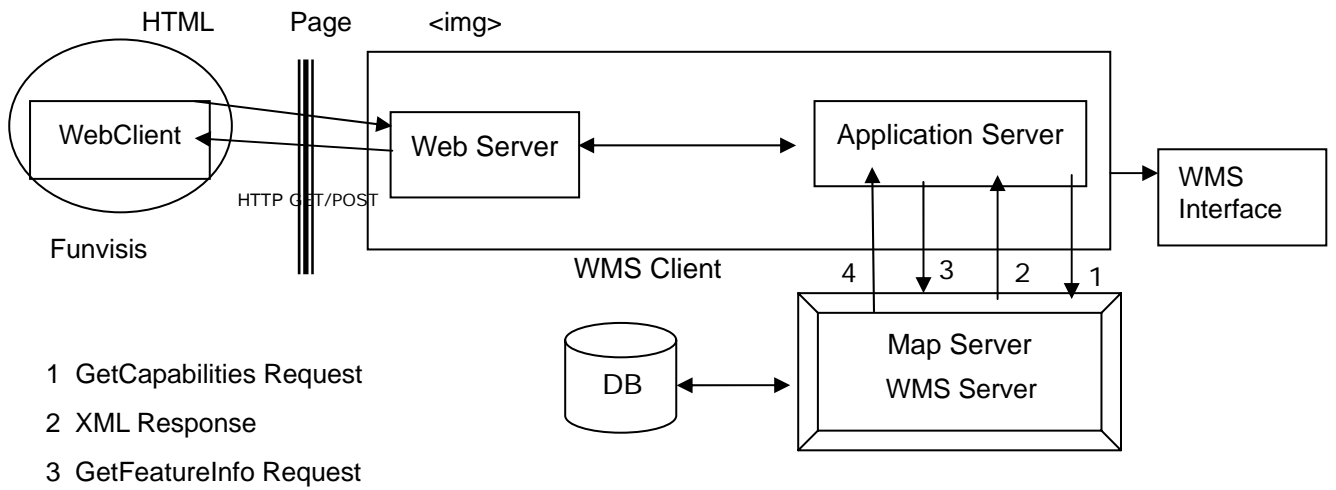 HTML Page <img>
WebClient
Web Server
Application Server
WMS
Interface
HTTP GET/POST
Funvisis
WMS Client
4 3 2 1
Map Server
WMS Server
DB
1 GetCapabilities Request
2 XML Response
3 GetFeatureInfo Request